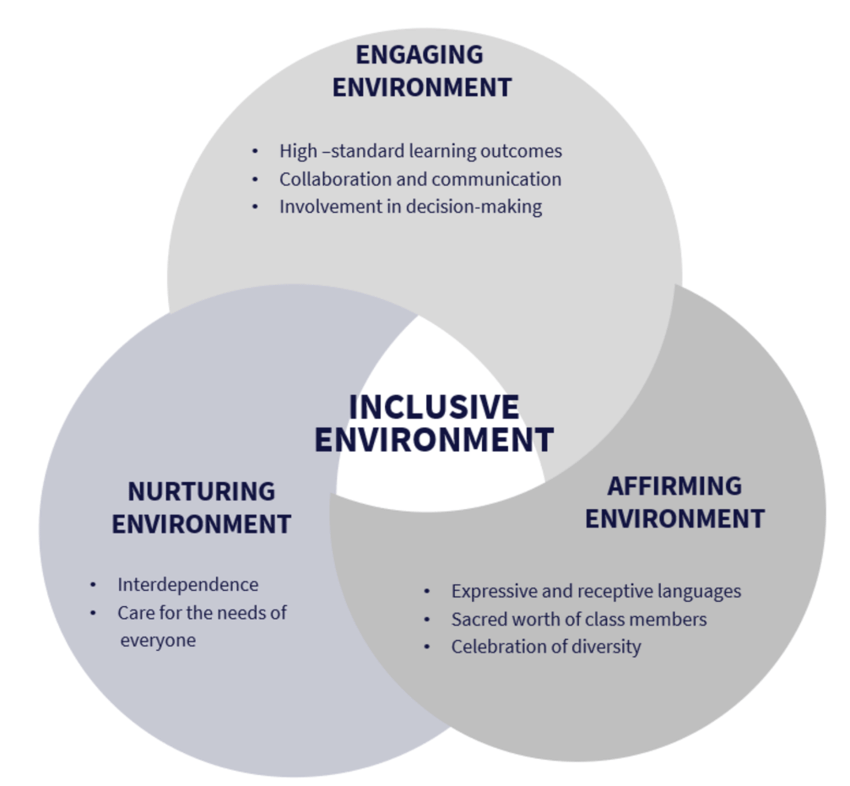 ENGAGING
ENVIRONMENT
• High –standard learning outcomes
• Collaboration and communication
• Involvement in decision-making
INCLUSIVE
ENVIRONMENT
NURTURING
ENVIRONMENT
• Interdependence
• Care for the needs of
everyone
AFFIRMING
ENVIRONMENT
• Expressive and receptive languages
• Sacred worth of class members
• Celebration of diversity